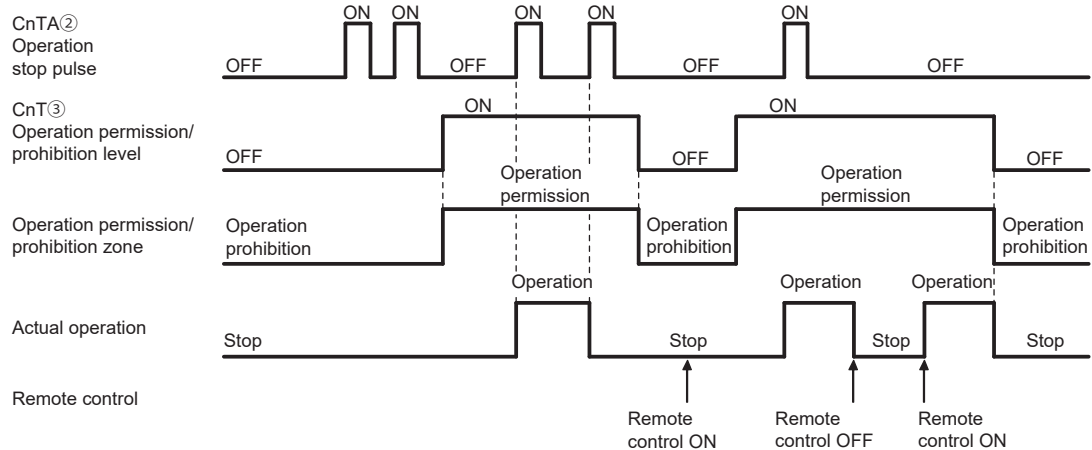 ON ON ON ON ON
CnTA②
Operation
stop pulse
OFF OFF OFF OFF
CnT③
Operation permission/
prohibition level
ON ON
OFF OFF OFF
Operation
permission
Operation
permission
Operation permission/
prohibition zone
Operation
prohibition
Operation
prohibition
Operation
prohibition
Operation Operation Operation
Actual operation
Stop Stop Stop Stop
Remote control
Remote
control ON
Remote
control OFF
Remote
control ON